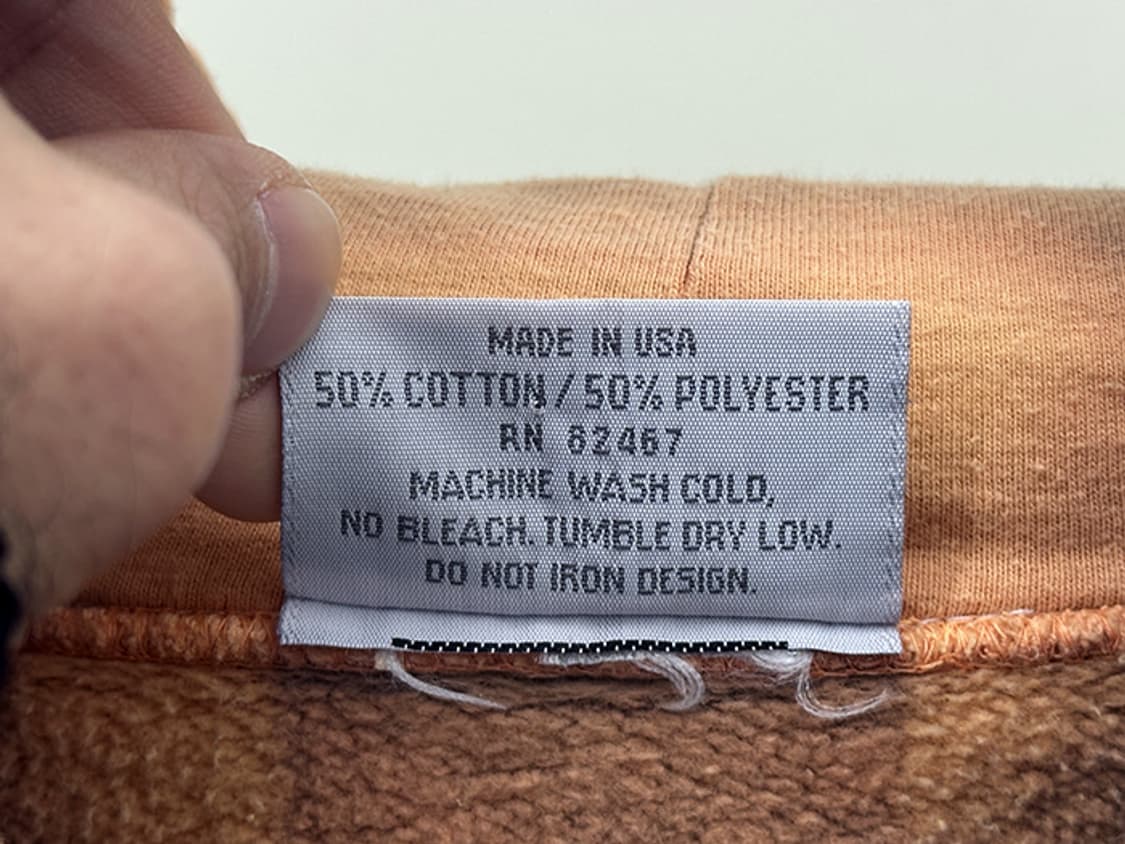 MADE IN USA
50% COTTON / 50% POLYESTER
RN 62467
MACHINE WASH COLD,
NO BLEACH. TUMBLE DRY LOW.
DO NOT IRON DESIGN.